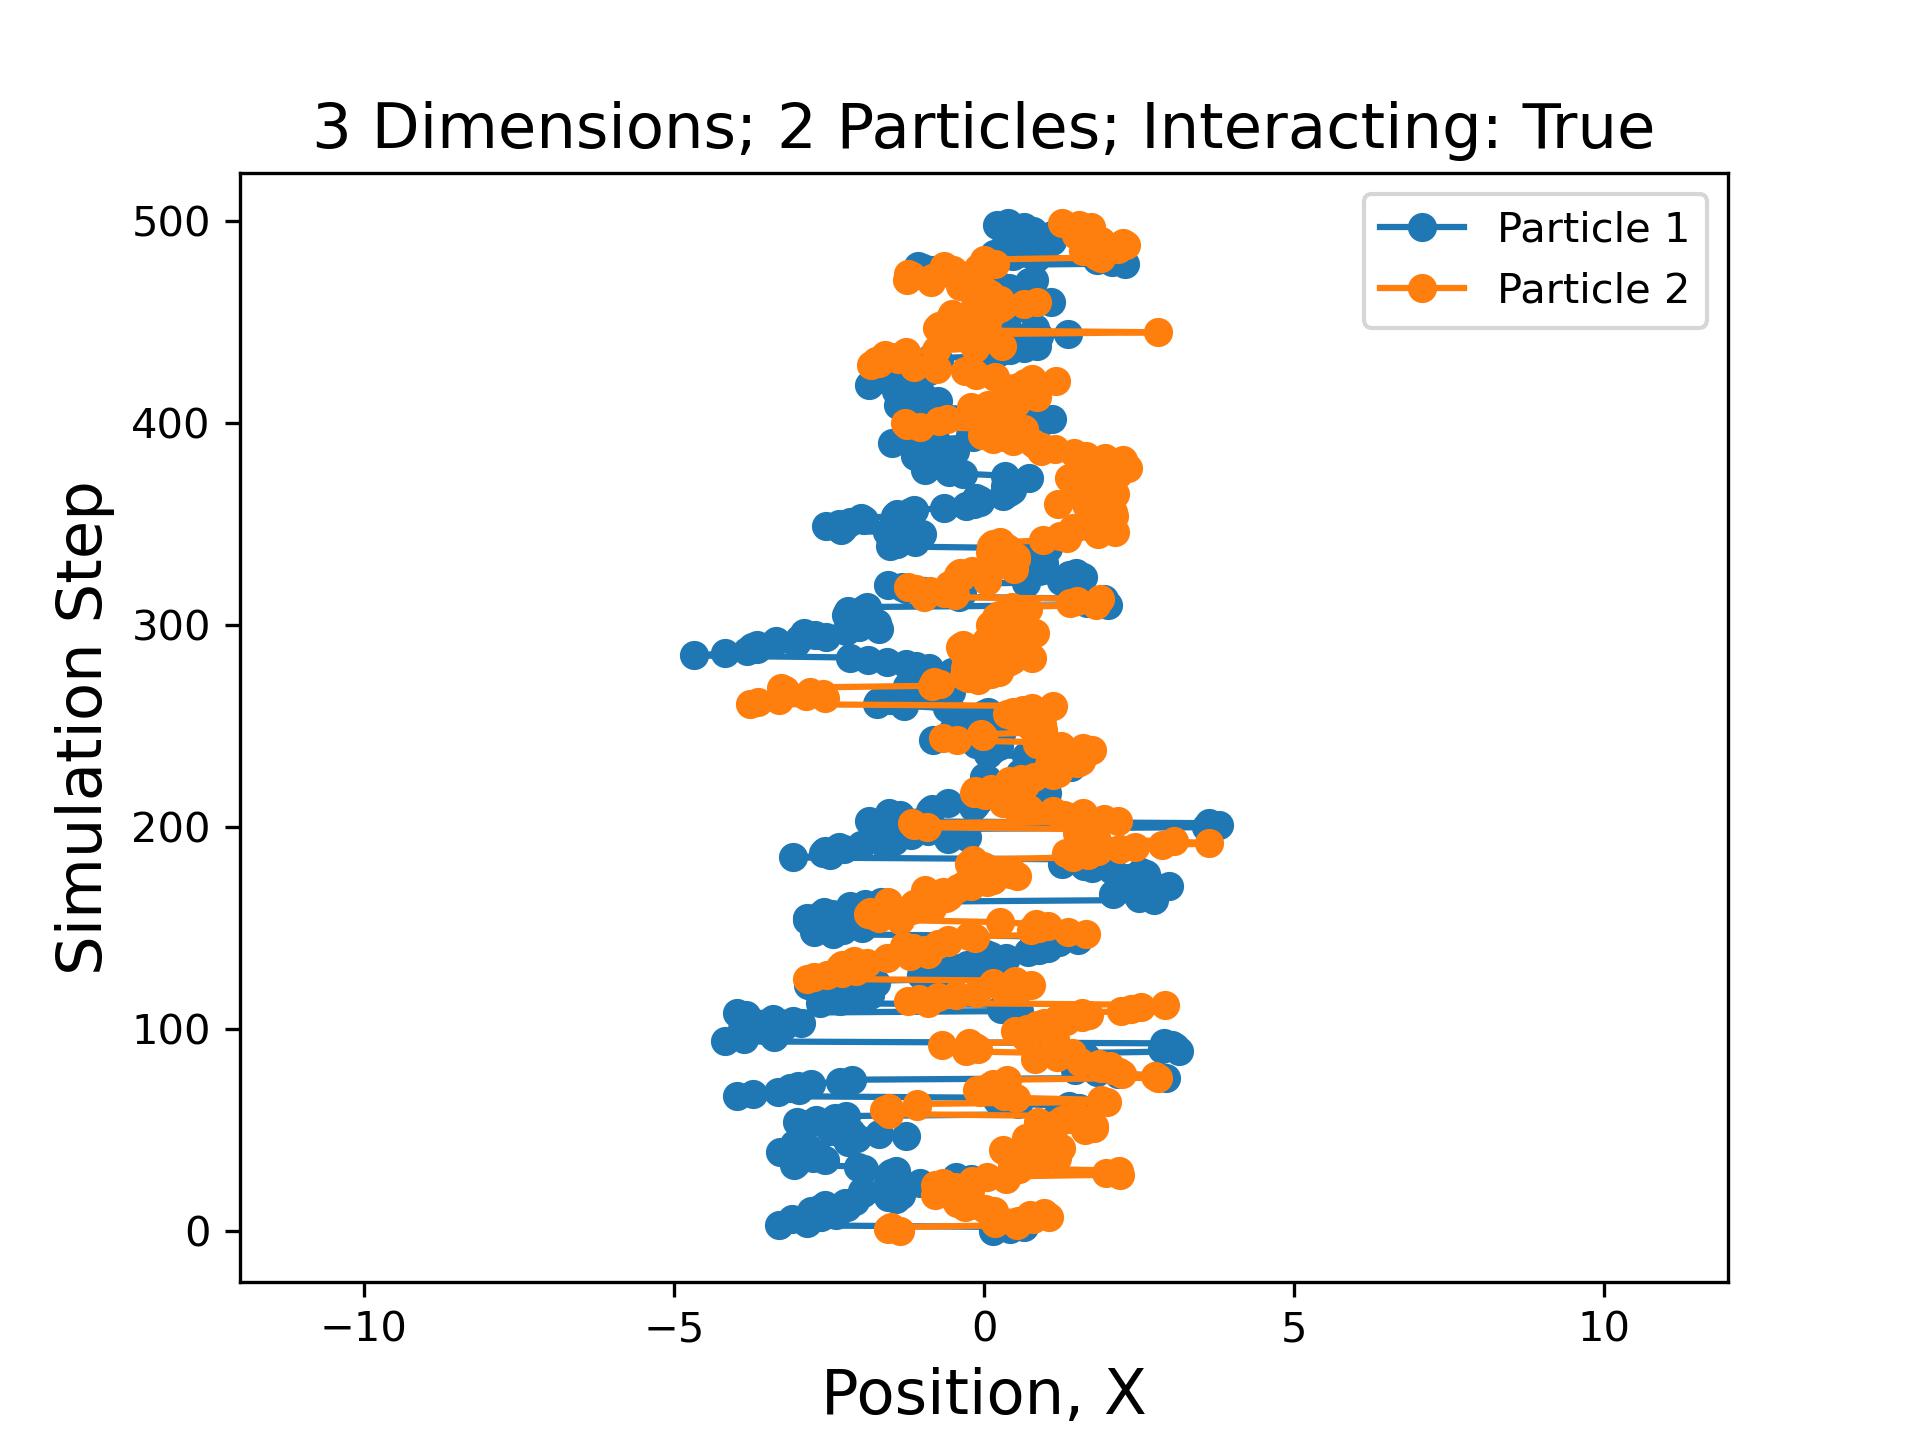 3 Dimensions; 2 Particles; Interacting: True
Particle 1
Particle 2
500
400
300
200
100
0
Simulation Step
−10
−5
0
5
10
Position, X